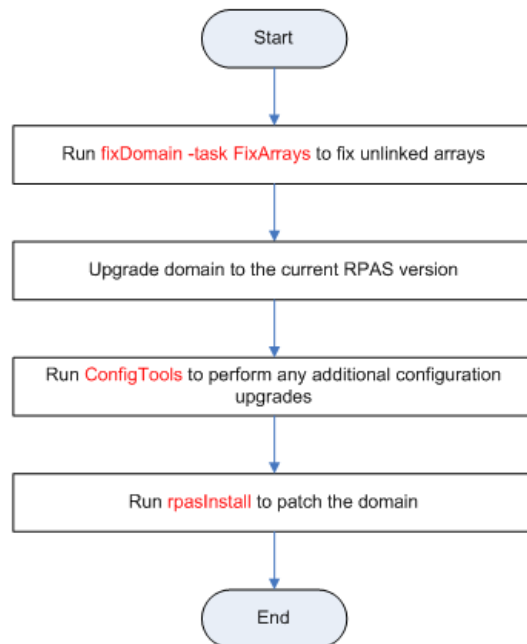 Start
Run fixDomain -task FixArrays to fix unlinked arrays
Upgrade domain to the current RPAS version
Run ConfigTools to perform any additional configuration
upgrades
Run rpasInstall to patch the domain
End